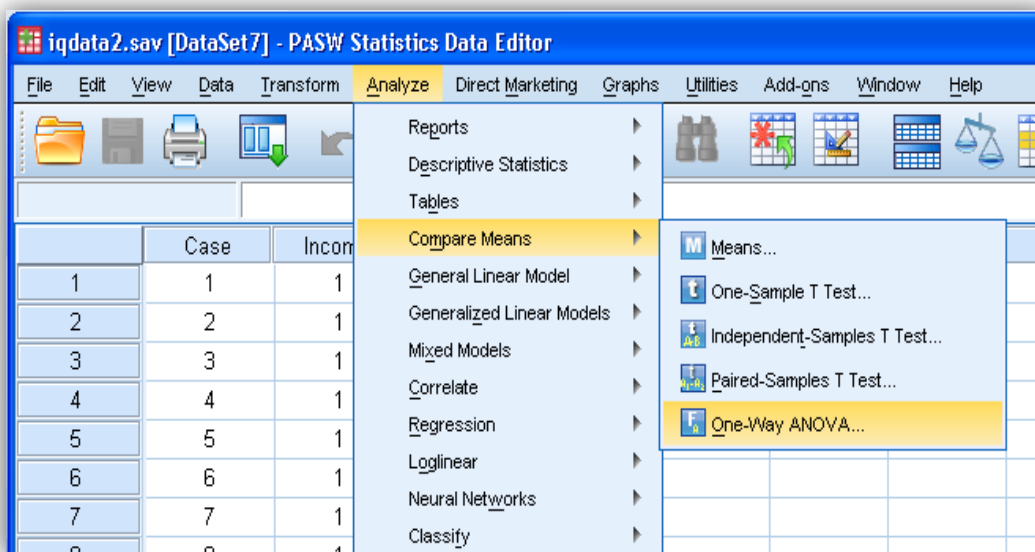 iqdata2.sav [DataSet7] - PASW Statistics Data Editor
File Edit View Data Transform Analyze Direct Marketing Graphs Utilities Add-ons Window Help
Reports
Descriptive Statistics
Tables
Compare Means
General Linear Model
Generalized Linear Models
Mixed Models
Correlate
Regression
Loglinear
Neural Networks
Classify
M Means...
t One-Sample T Test...
Independent-Samples T Test...
Paired-Samples T Test...
One-Way ANOVA...
Case Incom
1 1 1
2 2 1
3 3 1
4 4 1
5 5 1
6 6 1
7 7 1